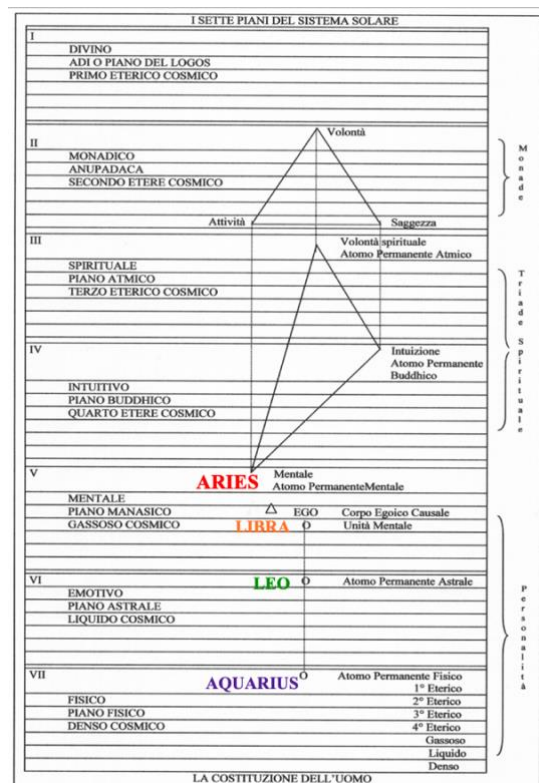 I SETTE PIANI DEL SISTEMA SOLARE
I
DIVINO
ADI O PIANO DEL LOGOS
PRIMO ETERICO COSMICO
Volontà
II
MONADICO
ANUPADACA
SECONDO ETERE COSMICO
Monade
Attività
Saggezza
III
Volontà spirituale
Atomo Permanente Atmico
SPIRITUALE
PIANO ATMICO
TERZO ETERICO COSMICO
Triade Spirituale
IV
Intuizione
Atomo Permanente
Buddhico
INTUITIVO
PIANO BUDDHICO
QUARTO ETERE COSMICO
V
ARIES
Mentale
Atomo PermanenteMentale
MENTALE
PIANO MANASICO
EGO
Corpo Egoico Causale
GASSOSO COSMICO
LIBRA
Unità Mentale
VI
LEO
Atomo Permanente Astrale
EMOTIVO
PIANO ASTRALE
LIQUIDO COSMICO
Personalità
VII
AQUARIUS
Atomo Permanente Fisico
1° Eterico
FISICO
2° Eterico
PIANO FISICO
3° Eterico
DENSO COSMICO
4° Eterico
Gassoso
Liquido
Denso
LA COSTITUZIONE DELL'UOMO